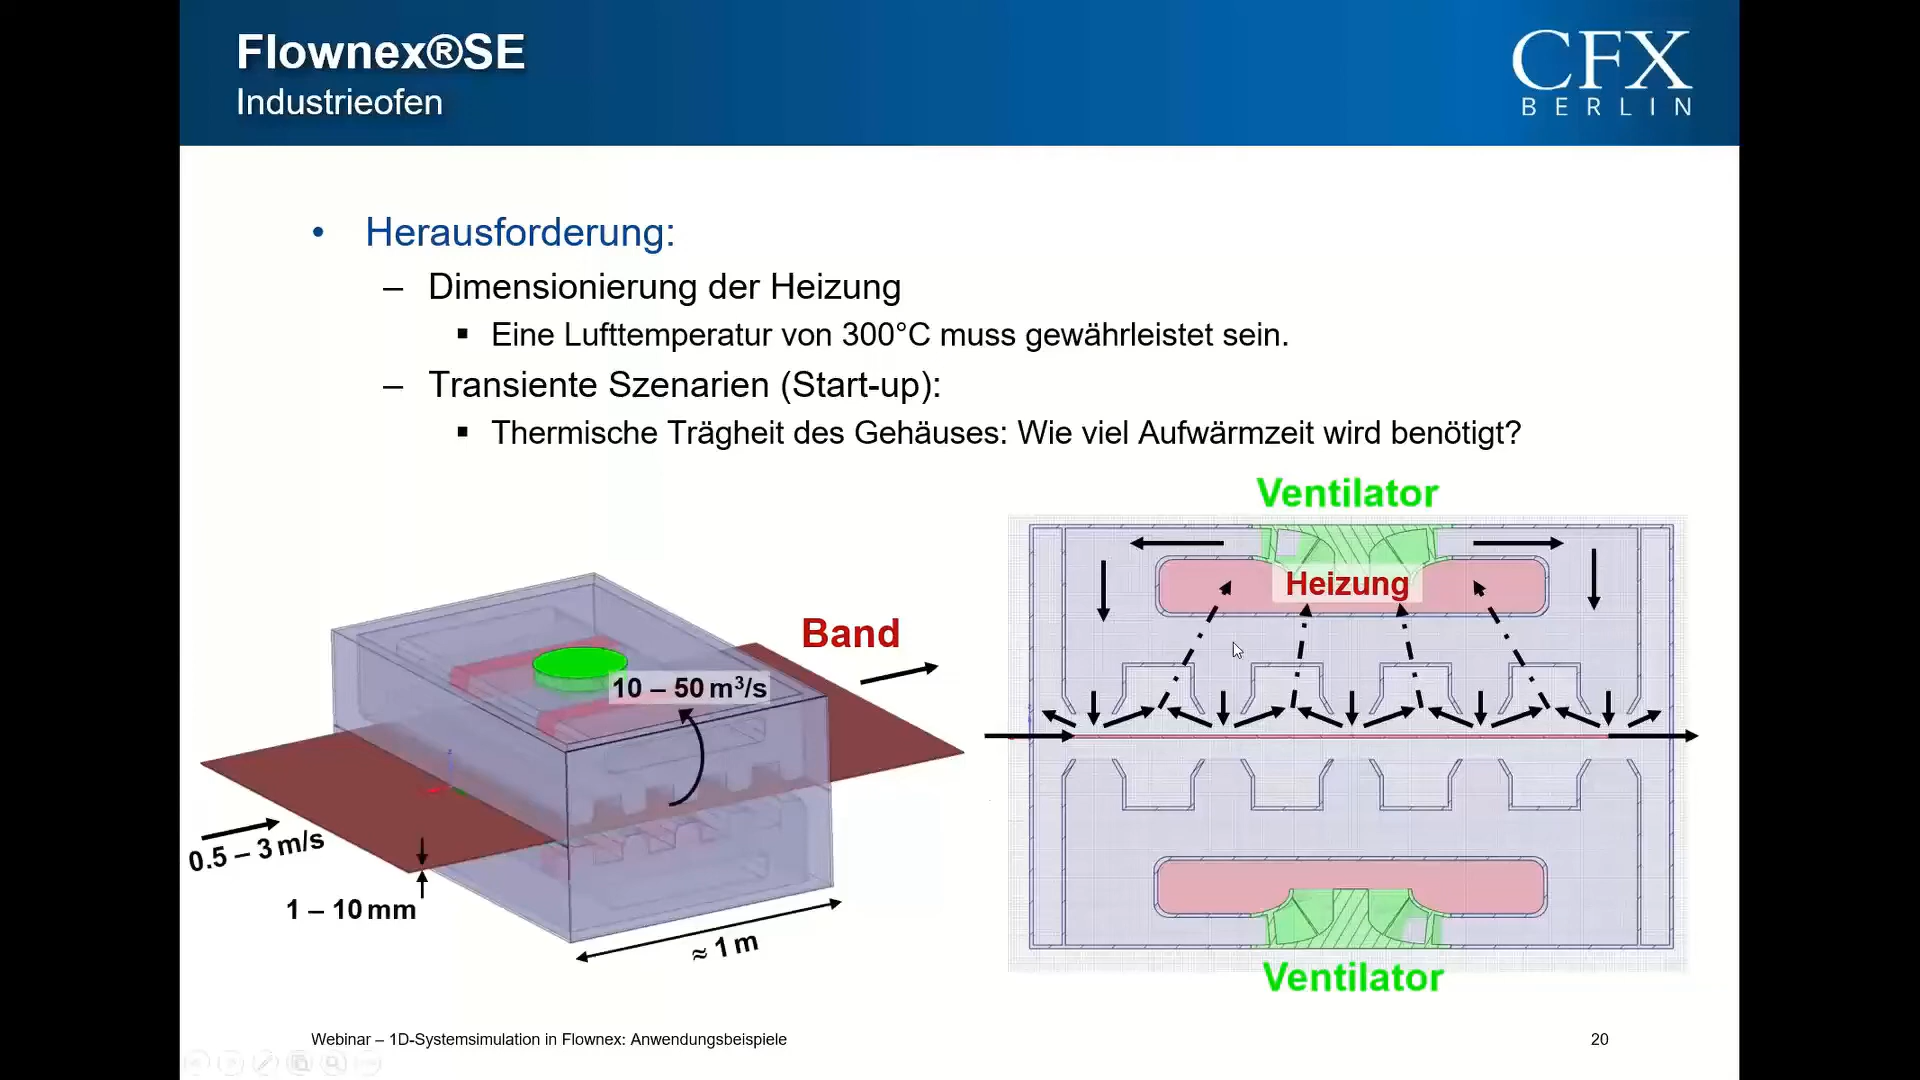 Flownex®SE
Industrieofen
CFX
BERLIN
• Herausforderung:
– Dimensionierung der Heizung
▪ Eine Lufttemperatur von 300°C muss gewährleistet sein.
– Transiente Szenarien (Start-up):
▪ Thermische Trägheit des Gehäuses: Wie viel Aufwärmzeit wird benötigt?
Band
10 – 50 m³/s
0.5 – 3 m/s
1 – 10 mm
≈ 1 m
Ventilator
Heizung
Ventilator
Webinar – 1D-Systemsimulation in Flownex: Anwendungsbeispiele
20